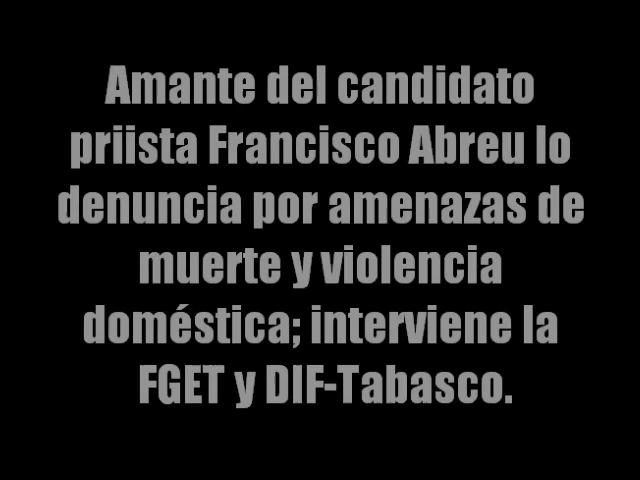 Amante del candidato
priista Francisco Abreu lo
denuncia por amenazas de
muerte y violencia
doméstica; interviene la
FGET y DIF-Tabasco.